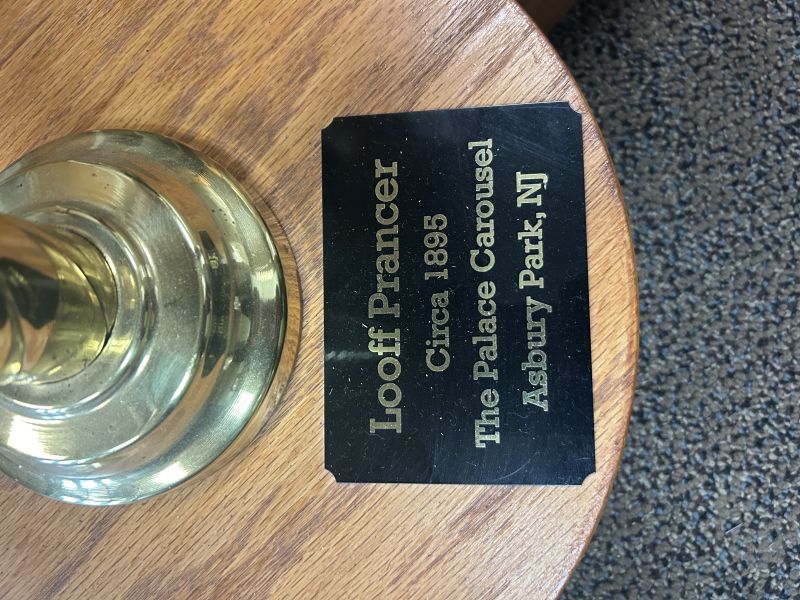 Looff Prancer
Circa 1895
The Palace Carousel
Asbury Park, NJ